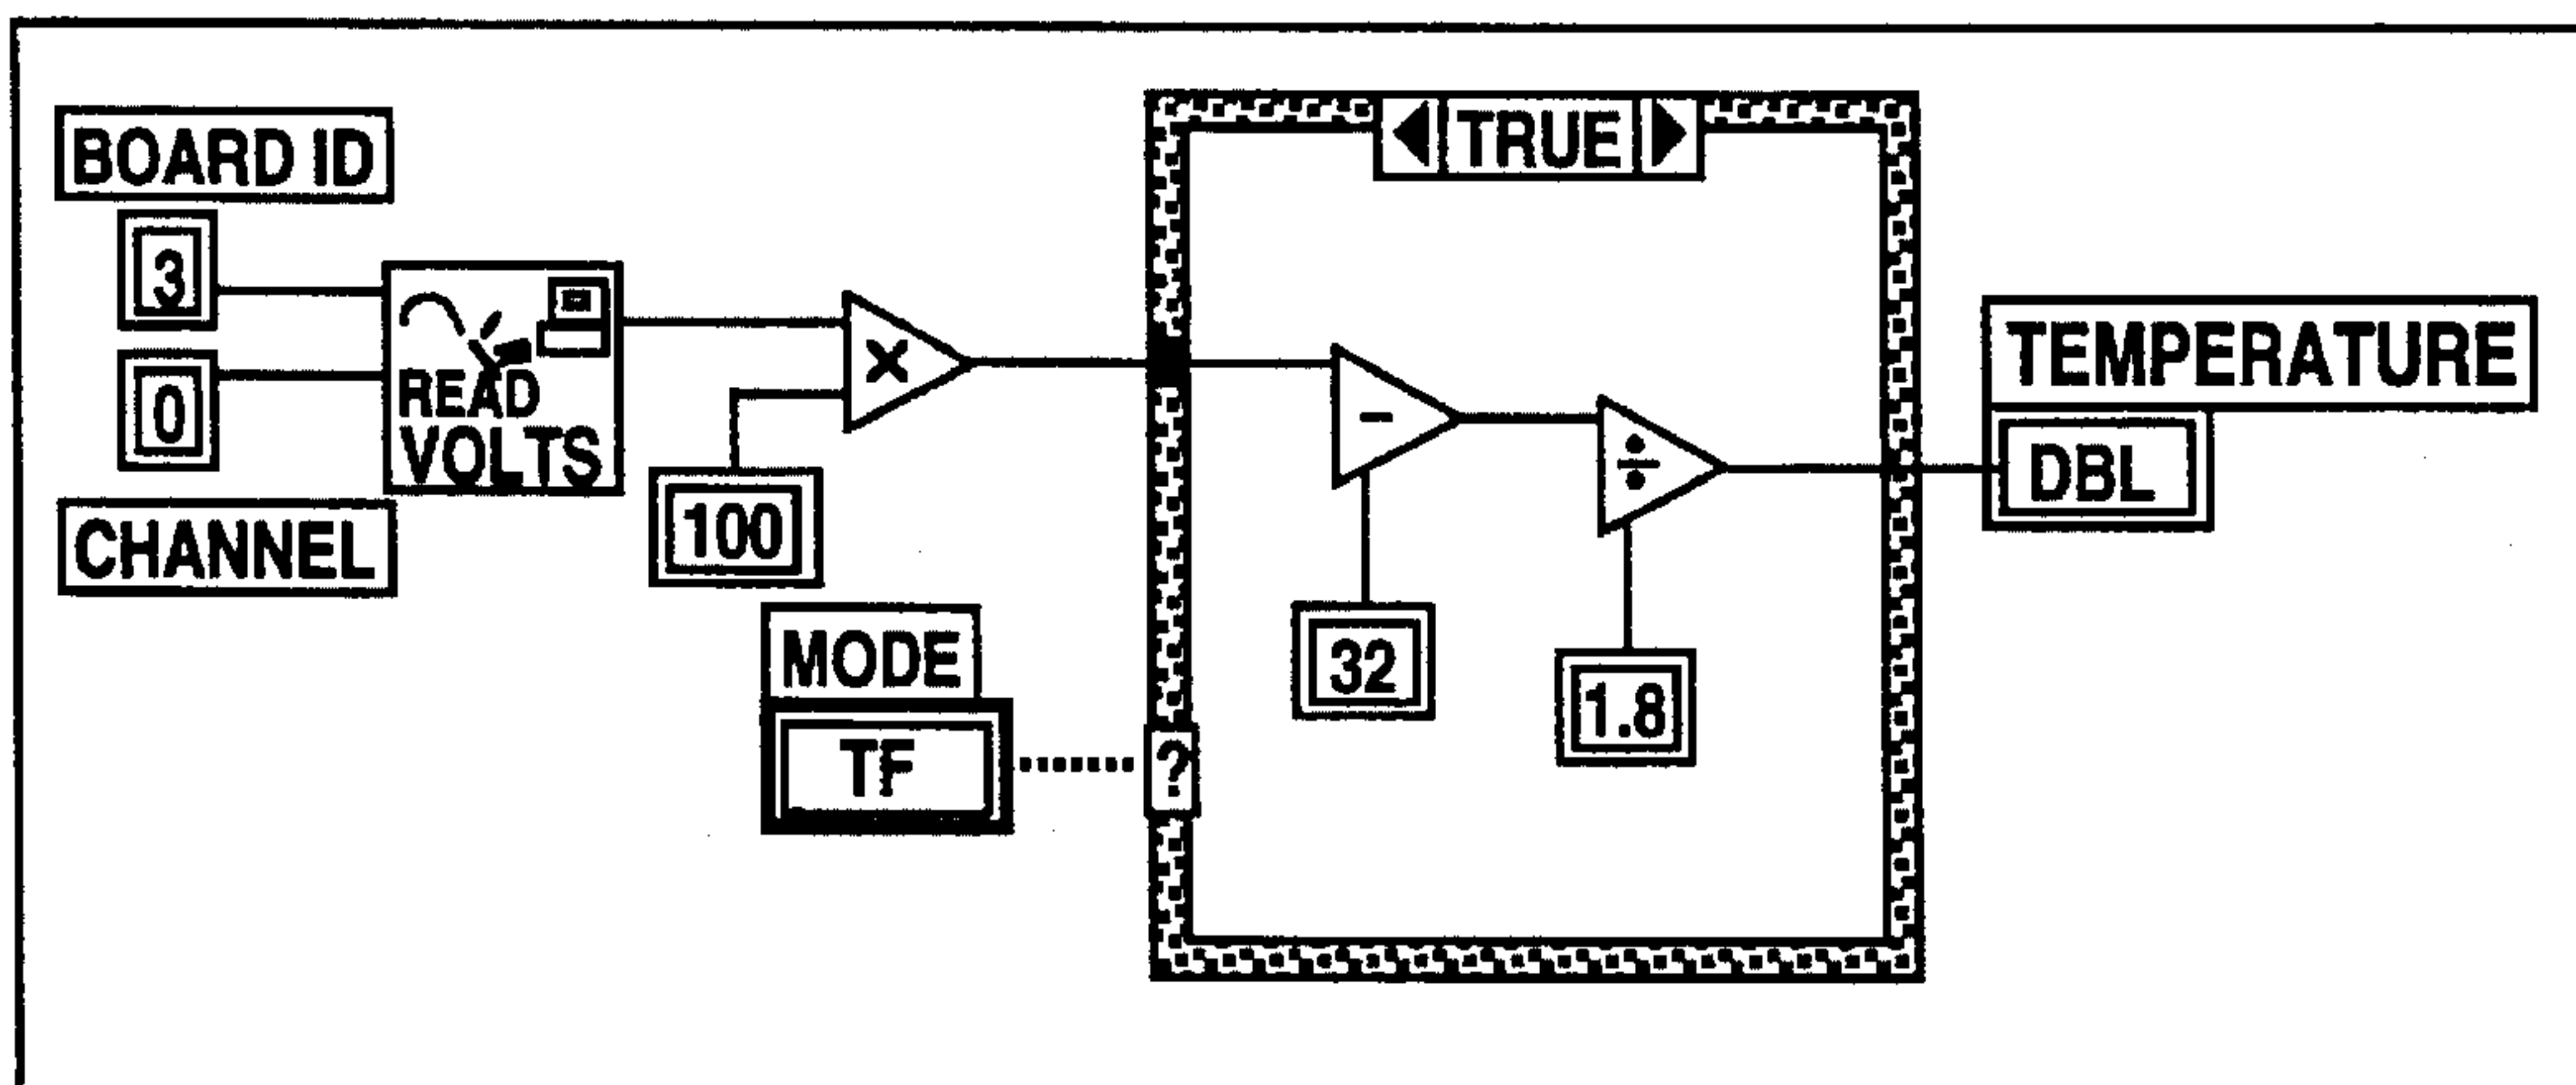 BOARD ID
3
0
CHANNEL
READ
VOLTS
×
100
MODE
TF
?
TRUE
-
32
÷
1.8
TEMPERATURE
DBL